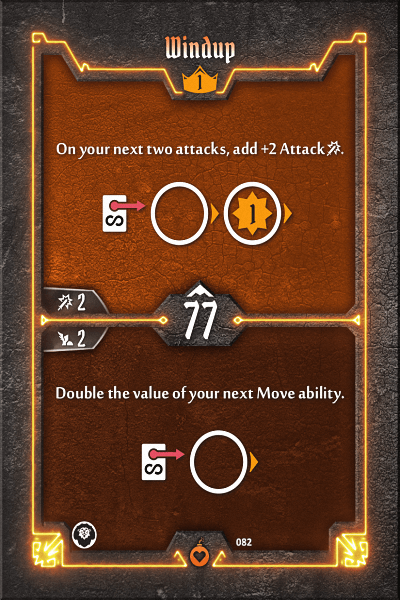 Windup
1
On your next two attacks, add +2 Attack.
S
1
2
77
2
Double the value of your next Move ability.
S
082